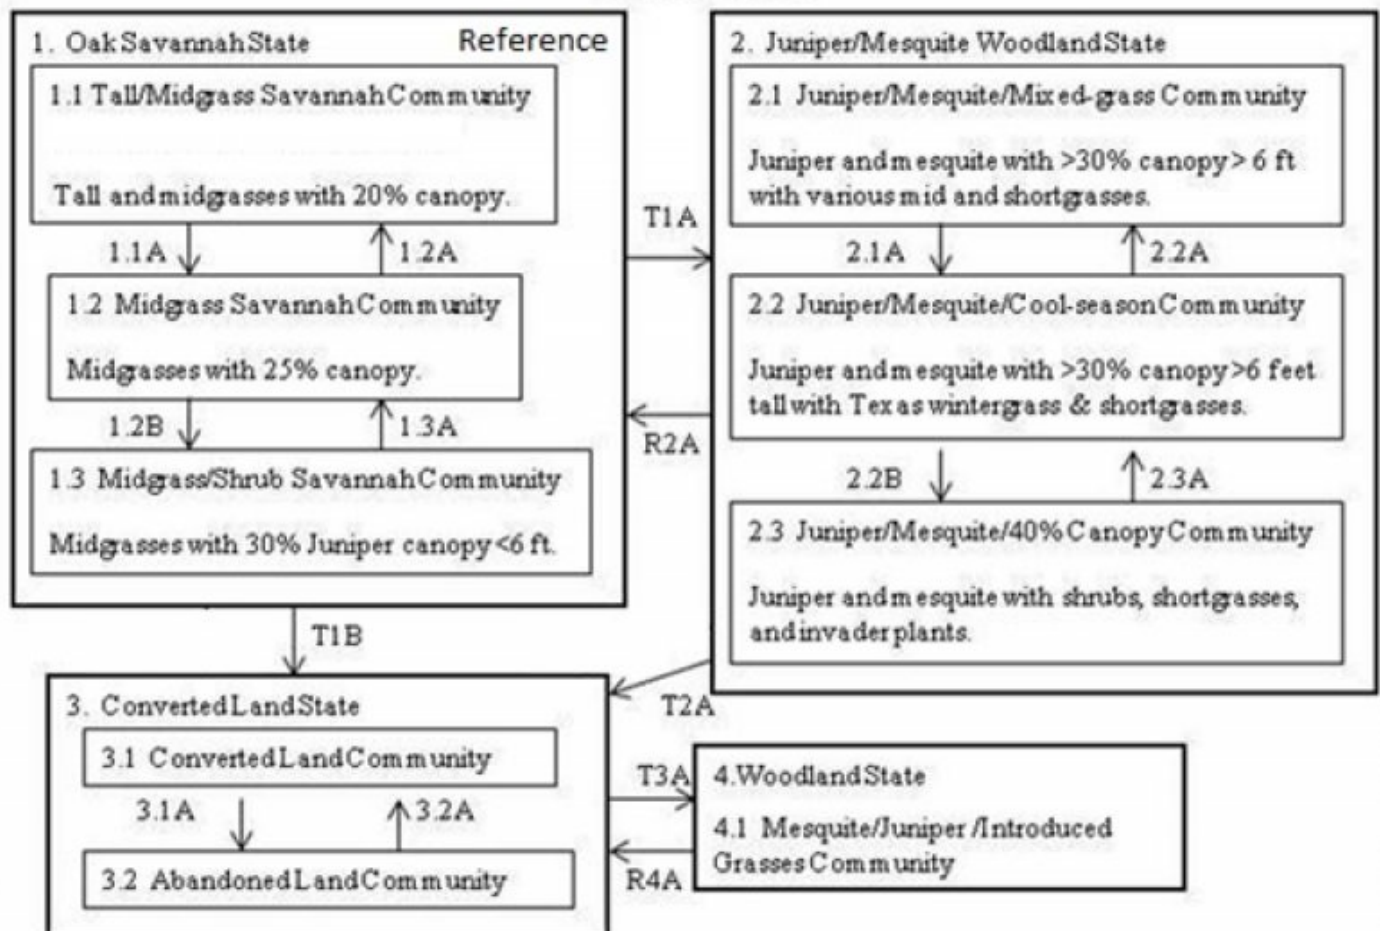 1. Oak Savannah State
Reference
1.1 Tall/Midgrass Savannah Community
Tall and midgrasses with 20% canopy.
1.1A
1.2A
1.2 Midgrass Savannah Community
Midgrasses with 25% canopy.
1.2B
1.3A
1.3 Midgrass/Shrub Savannah Community
Midgrasses with 30% Juniper canopy <6 ft.
T1A
R2A
2. Juniper/Mesquite Woodland State
2.1 Juniper/Mesquite/Mixed-grass Community
Juniper and mesquite with >30% canopy > 6 ft
with various mid and shortgrasses.
2.1A
2.2A
2.2 Juniper/Mesquite/Cool-season Community
Juniper and mesquite with >30% canopy >6 feet
tall with Texas wintergrass & shortgrasses.
2.2B
2.3A
2.3 Juniper/Mesquite/40% Canopy Community
Juniper and mesquite with shrubs, shortgrasses,
and invader plants.
T1B
T2A
3. Converted Land State
3.1 Converted Land Community
3.1A
3.2A
3.2 Abandoned Land Community
T3A
R4A
4. Woodland State
4.1 Mesquite/Juniper/Introduced
Grasses Community